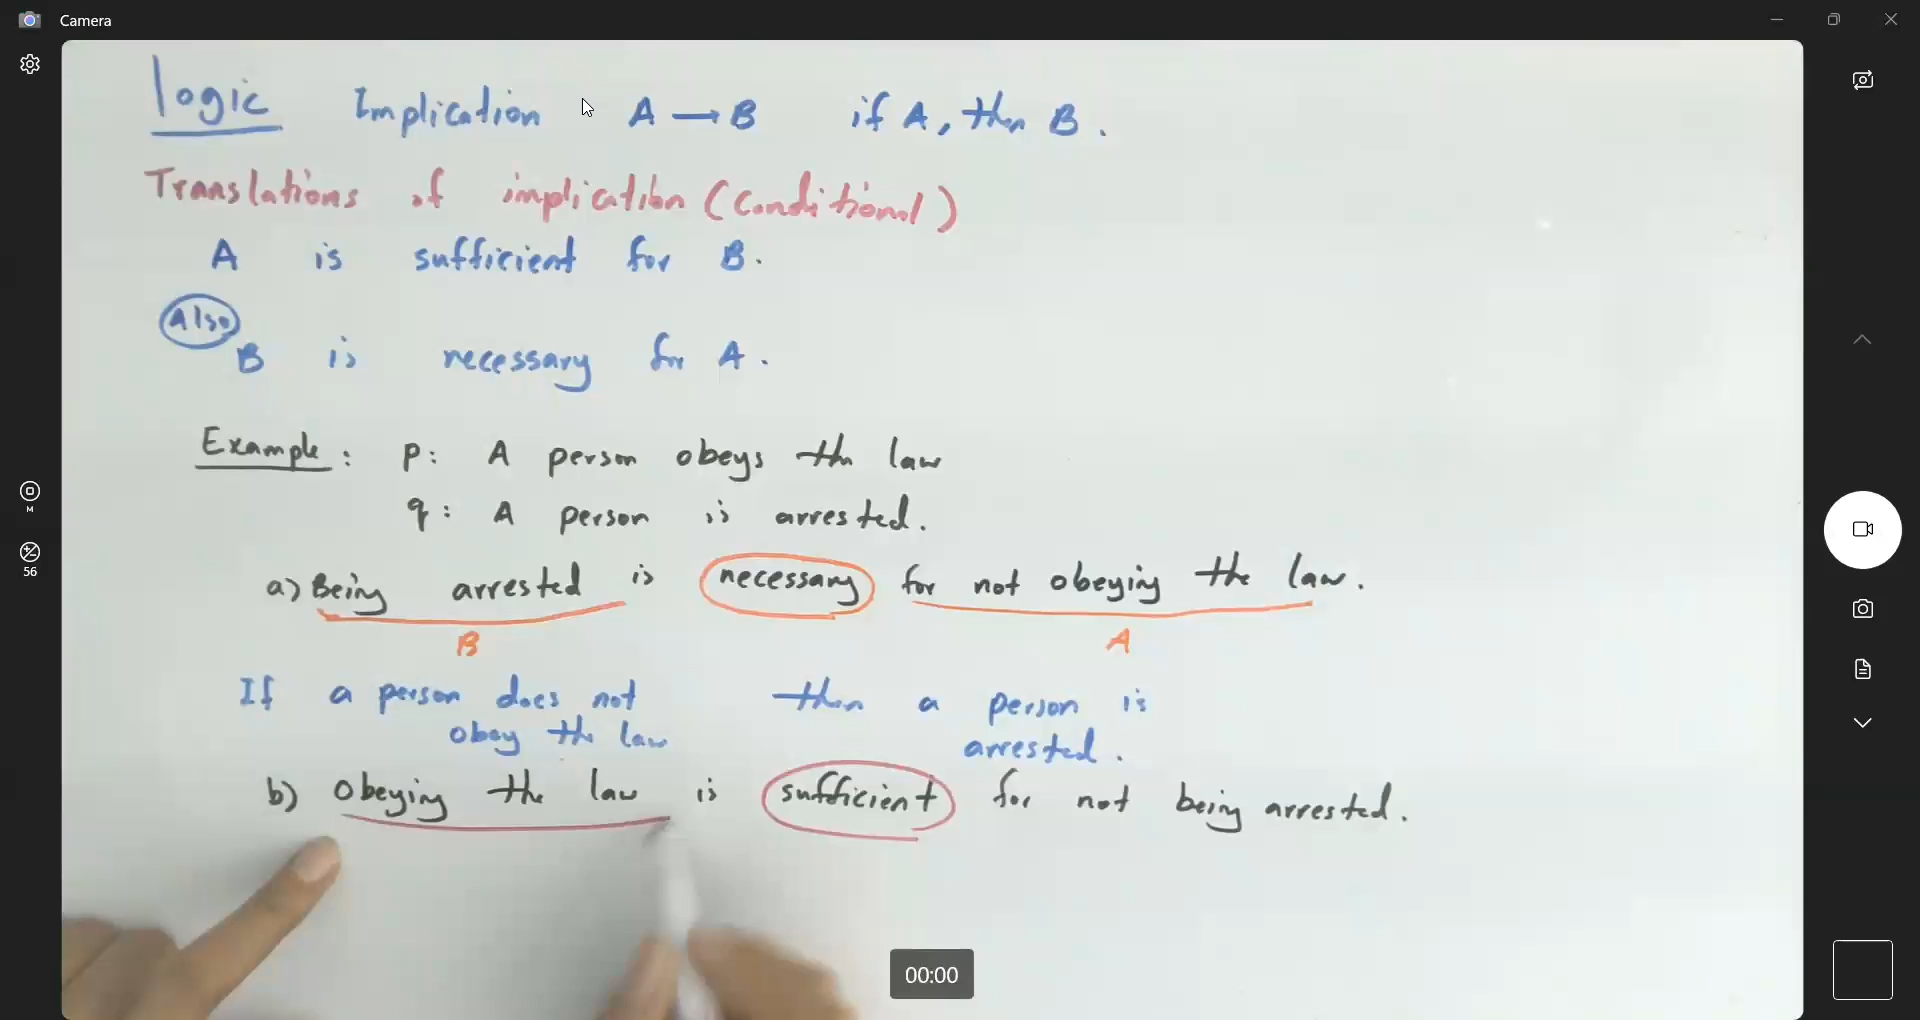 Camera
logic Implication A → B if A, then B.
Translations of implication (conditional)
A is sufficient for B.
Also
B is necessary for A.
Example: p: A person obeys the law
q: A person is arrested.
a) Being arrested is necessary for not obeying the law.
B A
If a person does not then a person is
obey the law arrested.
b) obeying the law is sufficient for not being arrested.
M
56
00:00